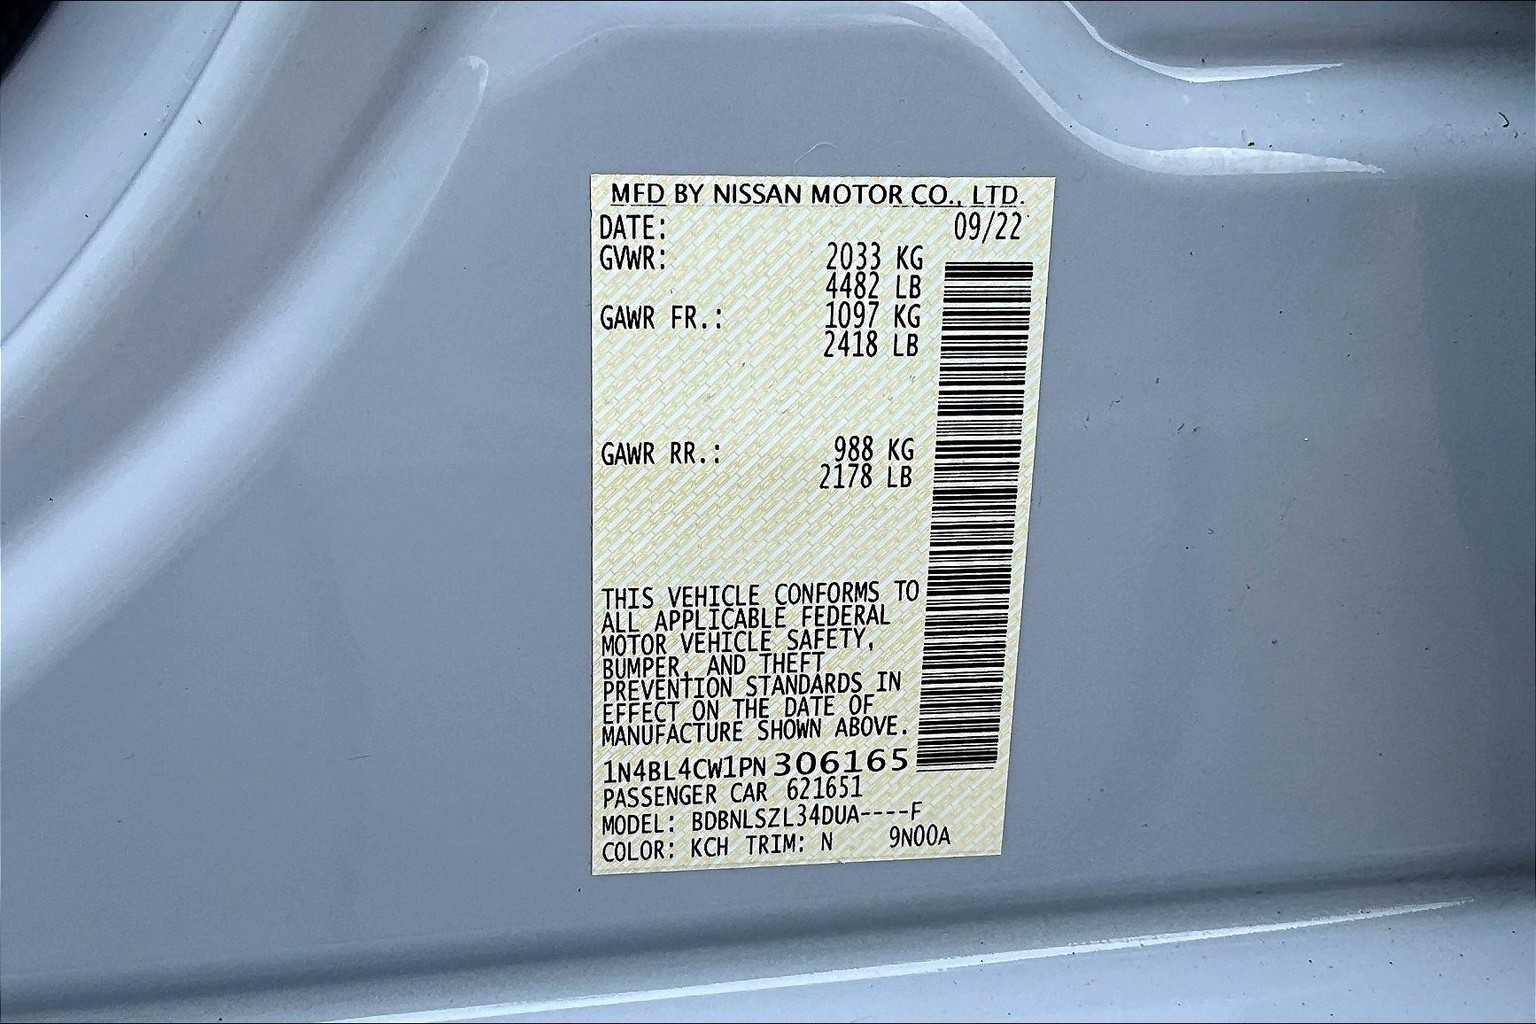 MFD BY NISSAN MOTOR CO., LTD.
DATE: 09/22
GVWR: 2033 KG
4482 LB
GAWR FR.: 1097 KG
2418 LB
GAWR RR.: 988 KG
2178 LB
THIS VEHICLE CONFORMS TO
ALL APPLICABLE FEDERAL
MOTOR VEHICLE SAFETY,
BUMPER, AND THEFT
PREVENTION STANDARDS IN
EFFECT ON THE DATE OF
MANUFACTURE SHOWN ABOVE.
1N4BL4CW1PN 306165
PASSENGER CAR 621651
MODEL: BDBNLSZL34DUA----F
COLOR: KCH TRIM: N 9N00A